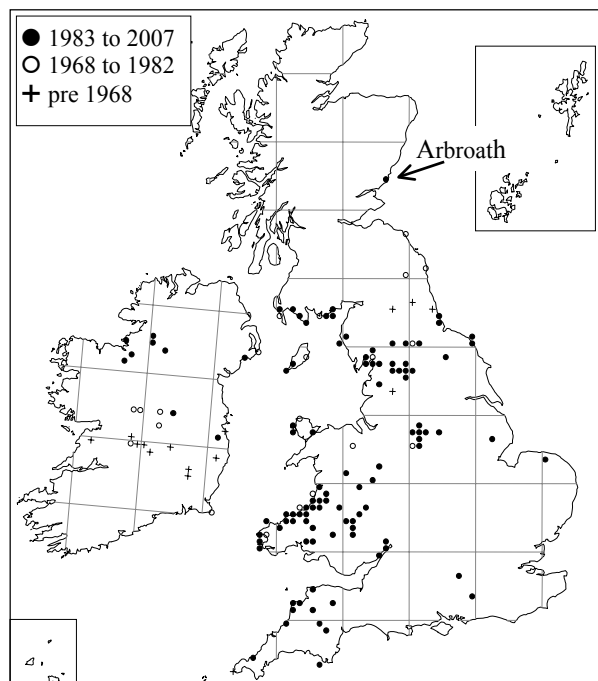 ● 1983 to 2007
○ 1968 to 1982
+ pre 1968
Arbroath